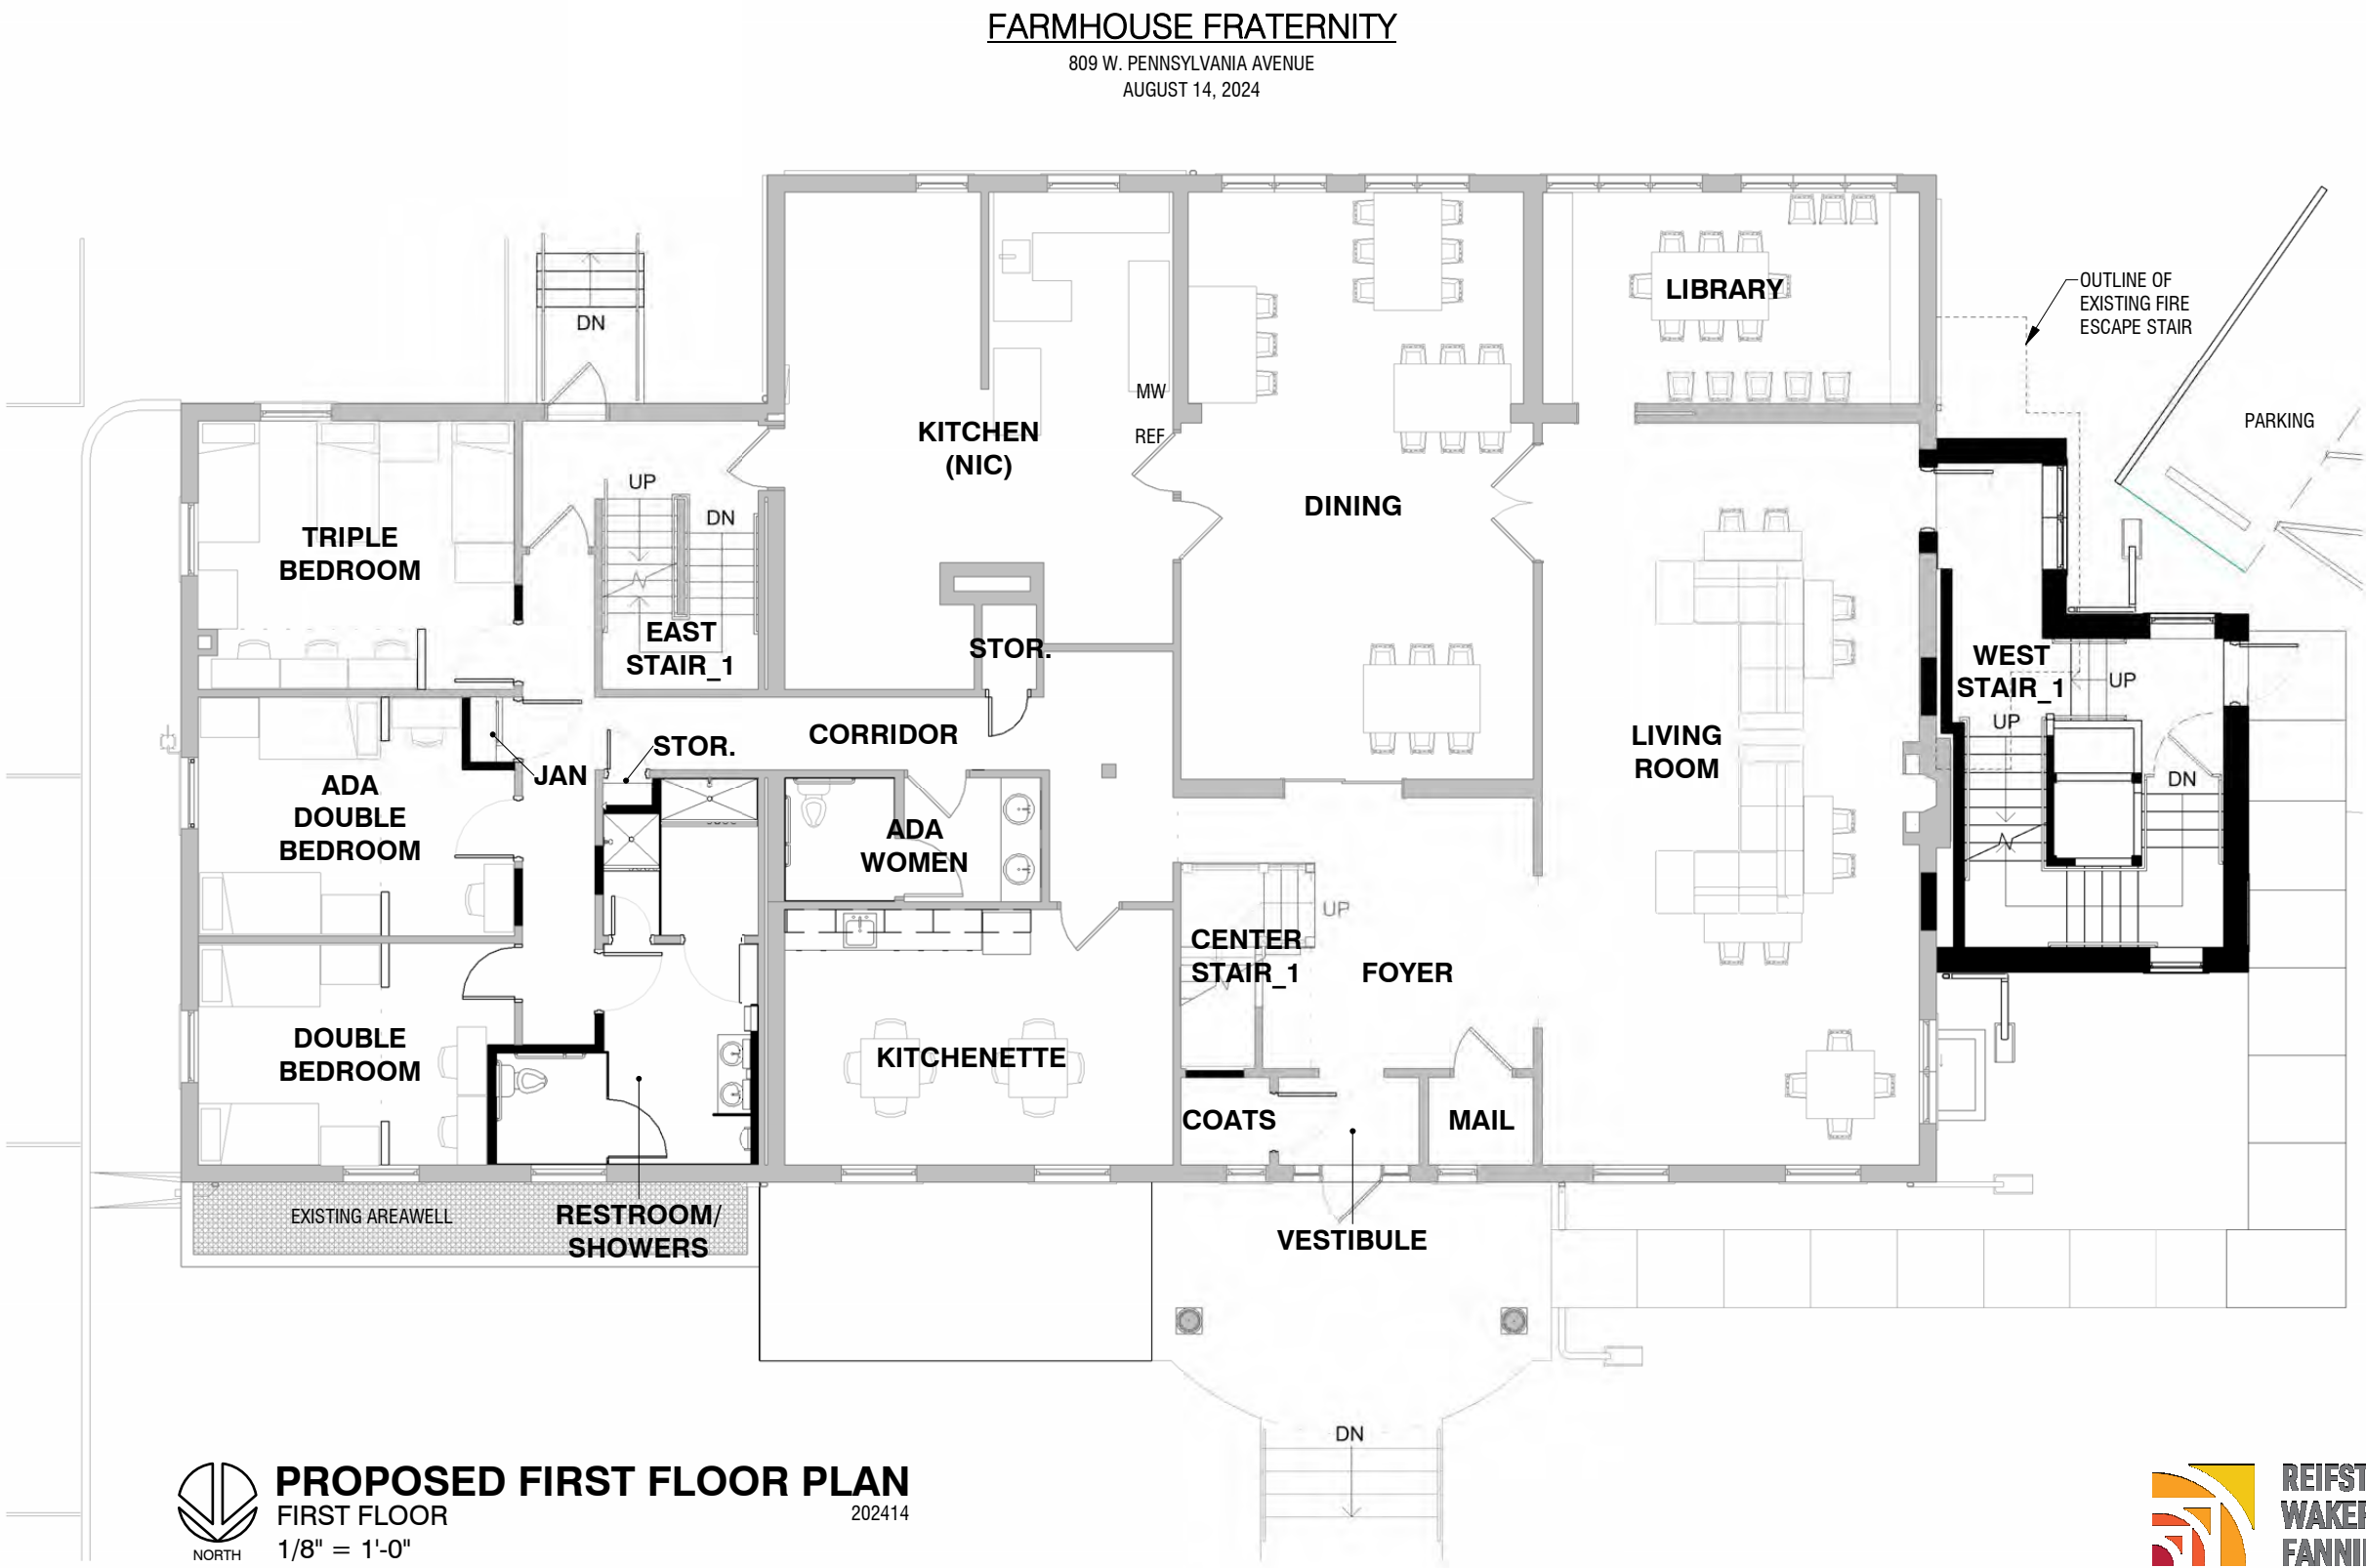 FARMHOUSE FRATERNITY
809 W. PENNSYLVANIA AVENUE
AUGUST 14, 2024
OUTLINE OF
EXISTING FIRE
ESCAPE STAIR
PARKING
DN
LIBRARY
MW
REF
KITCHEN
(NIC)
UP
DN
DINING
TRIPLE
BEDROOM
EAST
STAIR_1
STOR.
WEST
STAIR_1
UP
UP
CORRIDOR
STOR.
LIVING
ROOM
JAN
DN
ADA
DOUBLE
BEDROOM
ADA
WOMEN
UP
CENTER
STAIR_1
FOYER
DOUBLE
BEDROOM
KITCHENETTE
COATS
MAIL
EXISTING AREAWELL
RESTROOM/
SHOWERS
VESTIBULE
DN
PROPOSED FIRST FLOOR PLAN
FIRST FLOOR
202414
1/8" = 1'-0"
NORTH